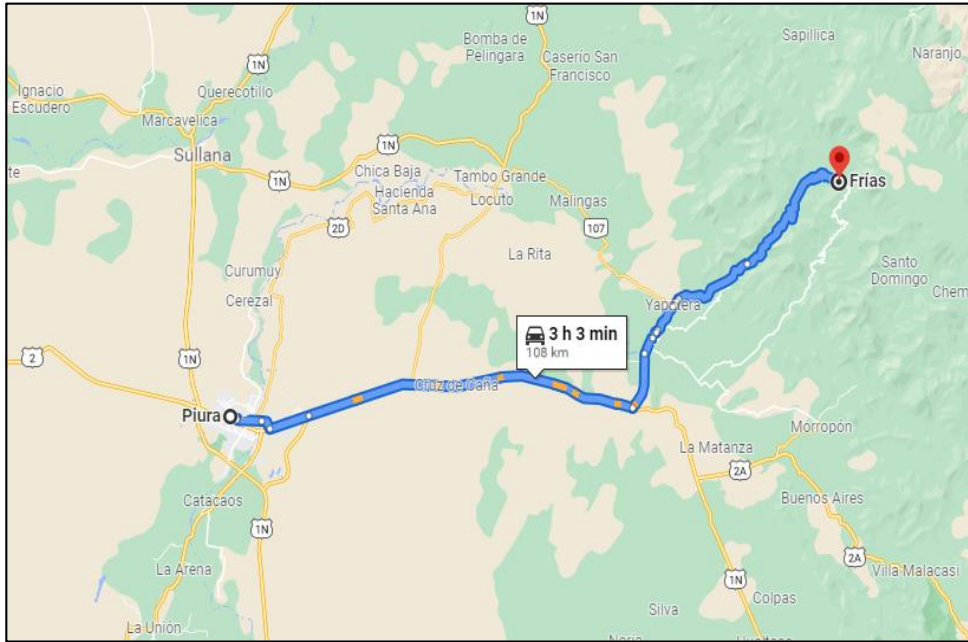 1N
Sapillica
Bomba de
Pelingara
Caserío San
Francisco
Naranjo
Ignacio
Escudero
Querecotillo
Marcavelica
1N
Sullana
1N
te
Chica Baja
Tambo Grande
1N
Hacienda
Santa Ana
Locuto
Malingas
Frías
2D
107
La Rita
Curumuy
Santo
Domingo
Cerezal
Chem
Yapatera
3 h 3 min
108 km
2
1N
Cruz de Caña
Piura
Morropón
La Matanza
2A
Catacaos
1N
Buenos Aires
La Arena
2A
Villa Malacasi
1N
Colpas
Silva
La Unión